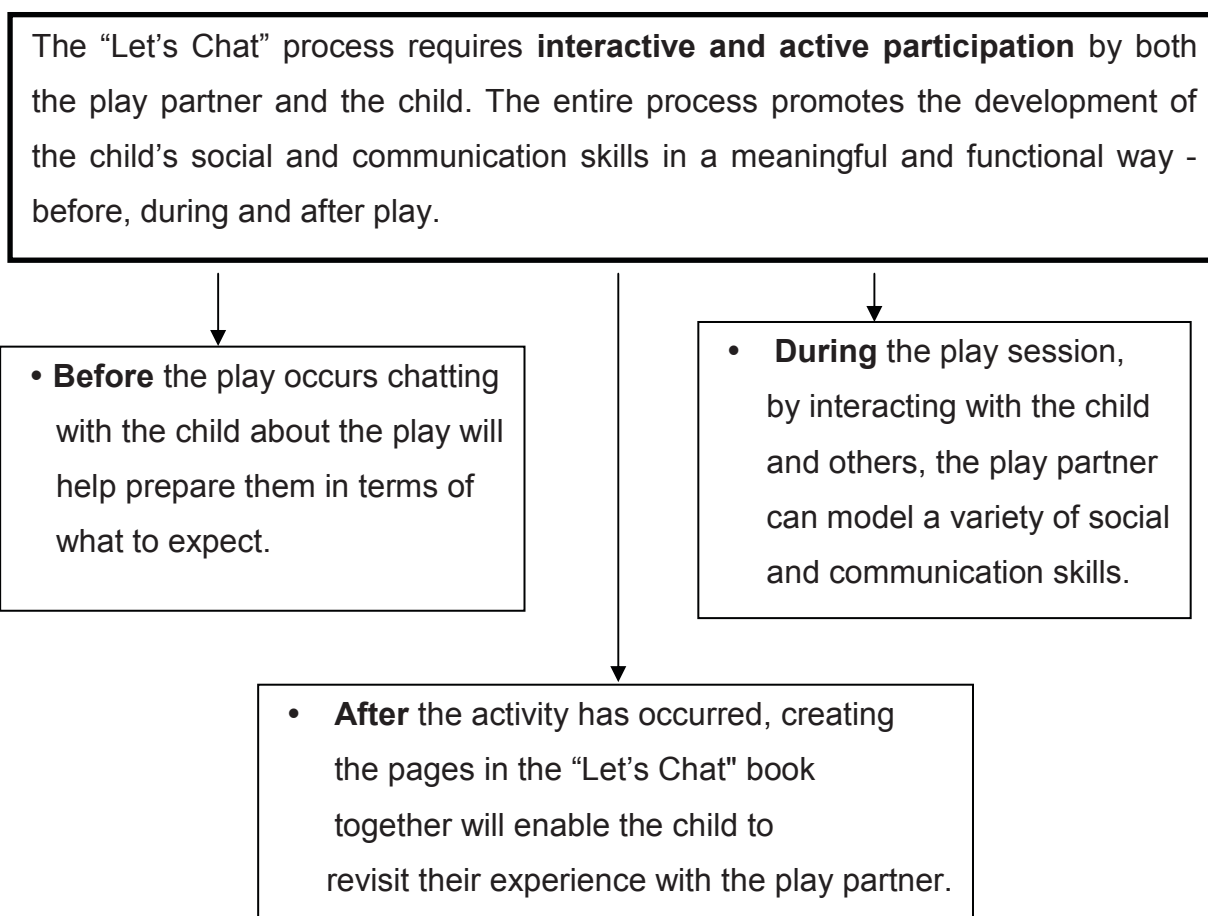 The “Let’s Chat” process requires interactive and active participation by both
the play partner and the child. The entire process promotes the development of
the child’s social and communication skills in a meaningful and functional way -
before, during and after play.
• Before the play occurs chatting
with the child about the play will
help prepare them in terms of
what to expect.
• During the play session,
by interacting with the child
and others, the play partner
can model a variety of social
and communication skills.
• After the activity has occurred, creating
the pages in the “Let’s Chat" book
together will enable the child to
revisit their experience with the play partner.